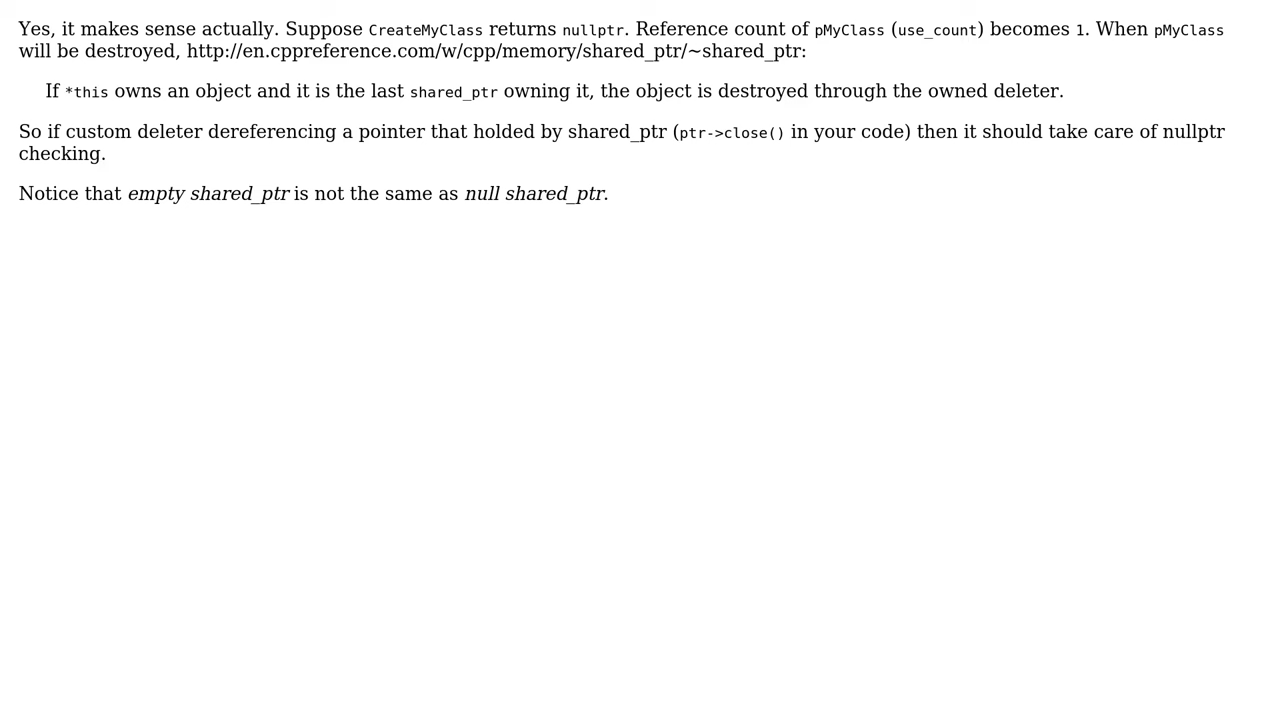 Yes, it makes sense actually. Suppose CreateMyClass returns nullptr. Reference count of pMyClass (use_count) becomes 1. When pMyClass
will be destroyed, http://en.cppreference.com/w/cpp/memory/shared_ptr/~shared_ptr:
If *this owns an object and it is the last shared_ptr owning it, the object is destroyed through the owned deleter.
So if custom deleter dereferencing a pointer that holded by shared_ptr (ptr->close() in your code) then it should take care of nullptr
checking.
Notice that empty shared_ptr is not the same as null shared_ptr.